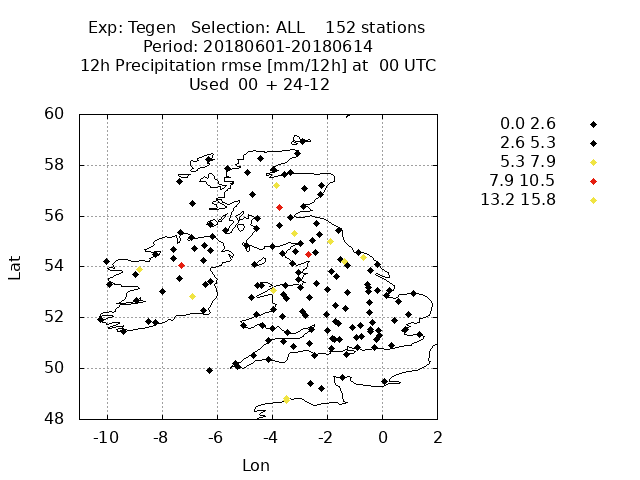 Exp: Tegen   Selection: ALL    152 stations
Period: 20180601-20180614
12h Precipitation rmse [mm/12h] at  00 UTC
Used  00  + 24-12
0.0 2.6
2.6 5.3
5.3 7.9
7.9 10.5
13.2 15.8
60
58
56
54
52
50
48
Lat
-10 -8 -6 -4 -2 0 2
Lon